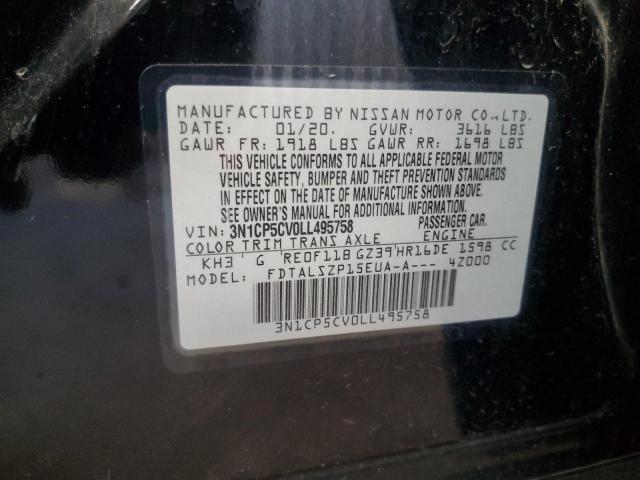 MANUFACTURED BY NISSAN MOTOR CO.,LTD.
DATE: 01/20. GVWR: 3616 LBS
GAWR FR: 1918 LBS GAWR RR: 1698 LBS
THIS VEHICLE CONFORMS TO ALL APPLICABLE FEDERAL MOTOR
VEHICLE SAFETY, BUMPER AND THEFT PREVENTION STANDARDS
IN EFFECT ON THE DATE OF MANUFACTURE SHOWN ABOVE.
SEE OWNER'S MANUAL FOR ADDITIONAL INFORMATION.
VIN: 3N1CP5CV0LL495758 PASSENGER CAR.
COLOR TRIM TRANS AXLE ENGINE
KH3 ' G 'RE0F11B GZ39'HR16DE 1598 CC
MODEL: FDTALSZP15EUA-A--- 4Z000
3N1CP5CV0LL495758